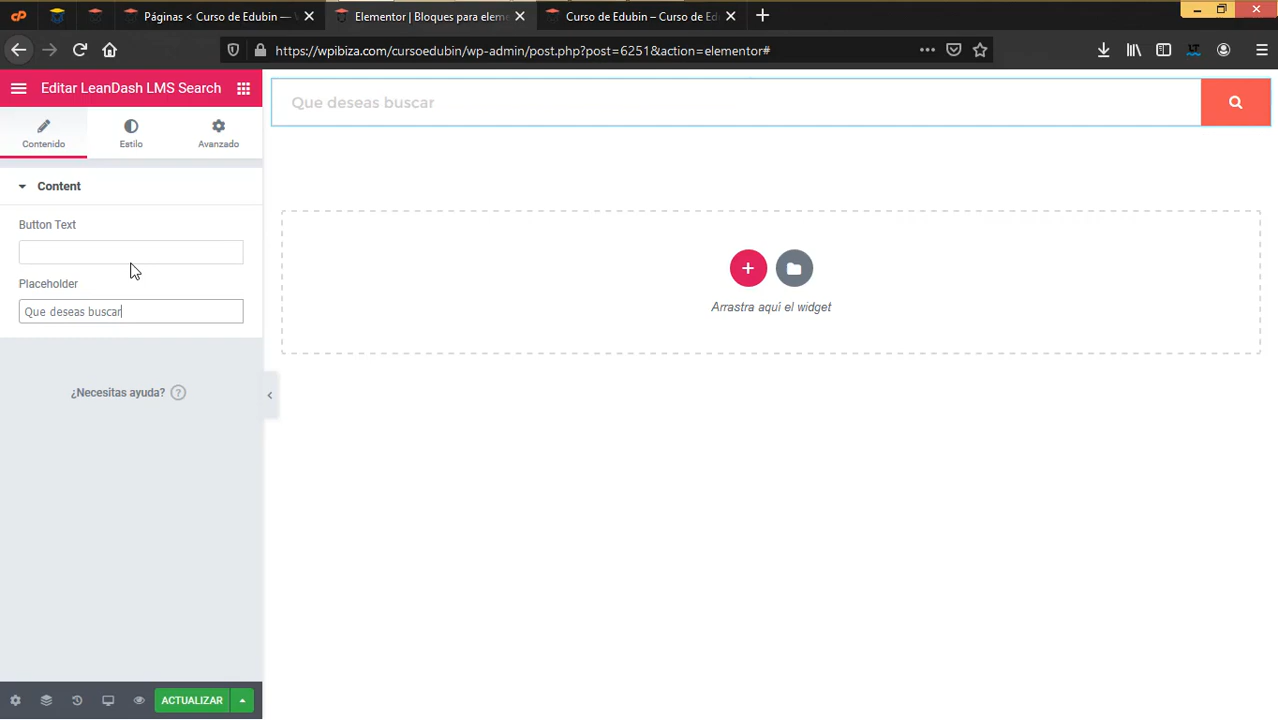 Páginas < Curso de Edubin —
Elementor | Bloques para eleme
Curso de Edubin – Curso de Ed
https://wpibiza.com/cursoedubin/wp-admin/post.php?post=6251&action=elementor#
Editar LeanDash LMS Search
Contenido
Estilo
Avanzado
Content
Button Text
Placeholder
Que deseas buscar
¿Necesitas ayuda?
ACTUALIZAR
Que deseas buscar
Arrastra aquí el widget